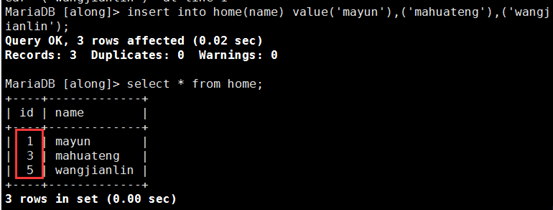 MariaDB [along]> insert into home(name) value('mayun'),('mahuateng'),('wangj
ianlin');
Query OK, 3 rows affected (0.02 sec)
Records: 3  Duplicates: 0  Warnings: 0
MariaDB [along]> select * from home;
+----+-------------+
| id | name        |
+----+-------------+
|  1 | mayun       |
|  3 | mahuateng   |
|  5 | wangjianlin |
+----+-------------+
3 rows in set (0.00 sec)